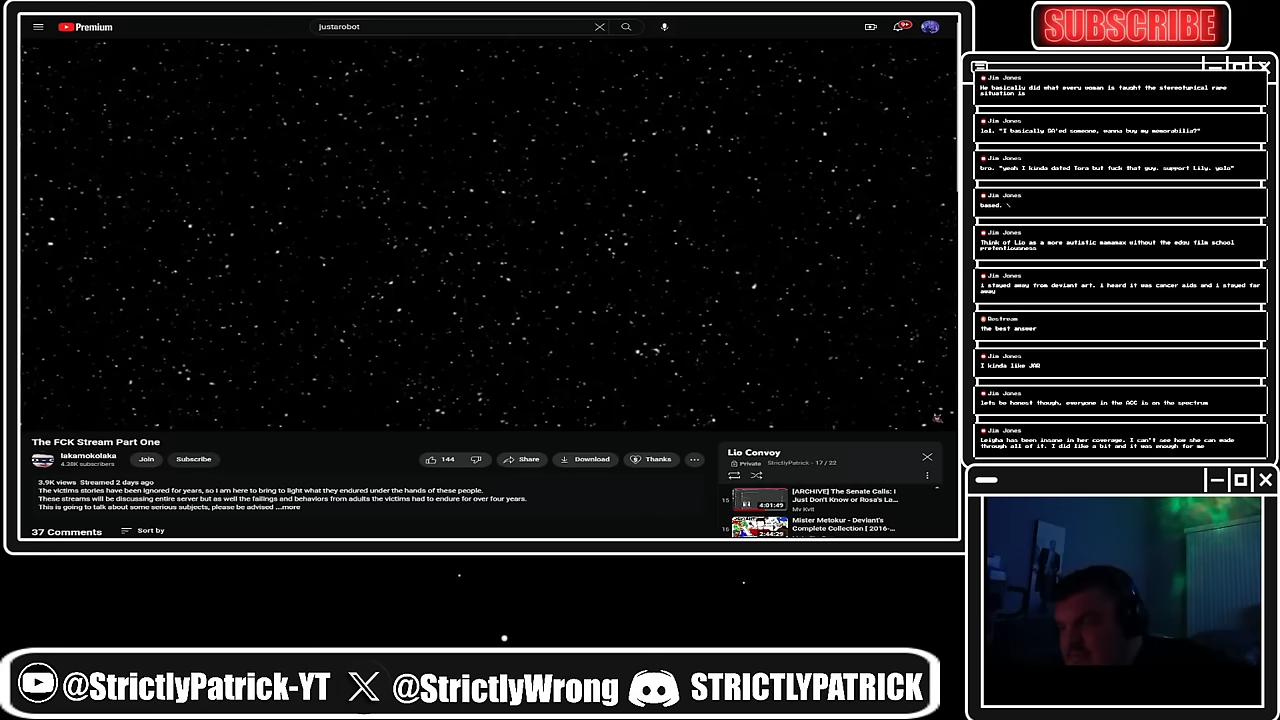 Premium
justarobot
9+
SUBSCRIBE
Jim Jones
He basically did what every woman is taught the stereotypical rape
situation is
Jim Jones
lol. "I basically GA'ed someone, wanna buy my memorabilia?"
Jim Jones
bro. "yeah I kinda dated Tora but fuck that guy. support Lily. yolo"
Jim Jones
based. \
Jim Jones
Think of Lio as a more autistic mamamax without the edgy film school
pretentiousness
Jim Jones
i stayed away from deviant art. i heard it was cancer aids and i stayed far
away
Restream
the best answer
Jim Jones
I kinda like JAR
Jim Jones
lets be honest though, everyone in the ACC is on the spectrum
Jim Jones
Leigha has been insane in her coverage. I can't see how she can made
through all of it. I did like a bit and it was enough for me
The FCK Stream Part One
lakamokolaka
4.38K subscribers
Join
Subscribe
144
Share
Download
Thanks
3.9K views Streamed 2 days ago
The victims stories have been ignored for years, so I am here to bring to light what they endured under the hands of these people.
These streams will be discussing entire server but as well the failings and behaviors from adults the victims had to endure for over four years.
This is going to talk about some serious subjects, please be advised ...more
37 Comments
Sort by
Lio Convoy
Private StrictlyPatrick - 17 / 22
15
4:01:49
[ARCHIVE] The Senate Calls: I
Just Don't Know or Rosa's La...
Mv Kvit
16
2:44:29
Mister Metokur - Deviant's
Complete Collection [ 2016-...
@StrictlyPatrick-YT
@StrictlyWrong
STRICTLYPATRICK